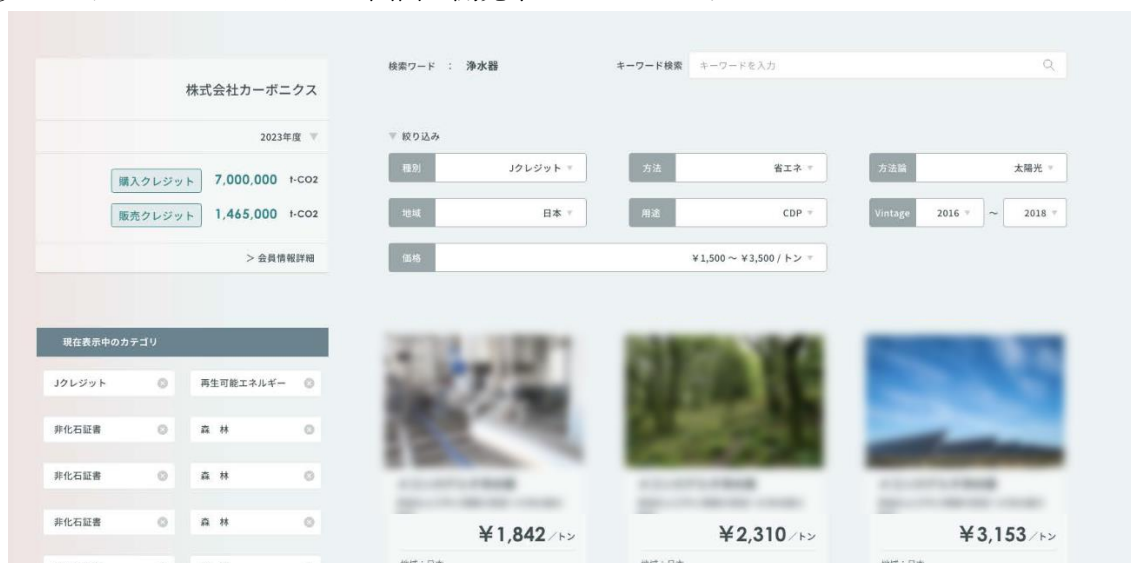 株式会社カーボニクス
2023年度
購入クレジット 7,000,000 t-CO2
販売クレジット 1,465,000 t-CO2
> 会員情報詳細
現在表示中のカテゴリ
Jクレジット 再生可能エネルギー
非化石証書 森 林
非化石証書 森 林
非化石証書 森 林
検索ワード : 浄水器 キーワード検索 キーワードを入力
▼ 絞り込み
種別 Jクレジット 方法 省エネ 方法論 太陽光
地域 日本 用途 CDP Vintage 2016 ~ 2018
価格 ¥1,500 ~ ¥3,500 / トン
¥1,842/トン ¥2,310/トン ¥3,153/トン